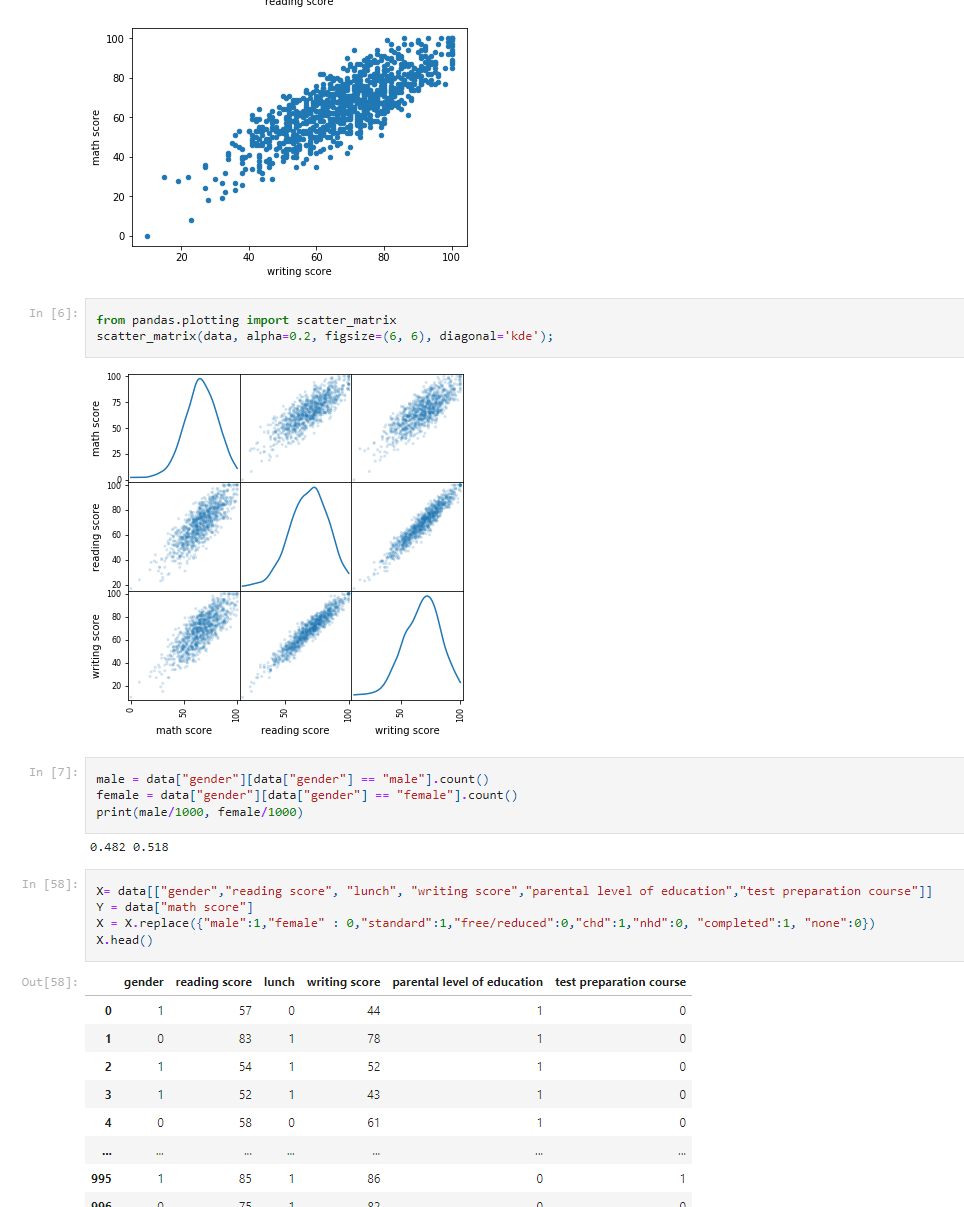 reading score
100
80
60
40
20
0
math score
20 40 60 80 100
writing score
In [6]:
from pandas.plotting import scatter_matrix
scatter_matrix(data, alpha=0.2, figsize=(6, 6), diagonal='kde');
100
75
50
25
0
math score
100
80
60
40
20
reading score
100
80
60
40
20
writing score
0 50 100 50 100 50 100
math score reading score writing score
In [7]:
male = data["gender"][data["gender"] == "male"].count()
female = data["gender"][data["gender"] == "female"].count()
print(male/1000, female/1000)
0.482 0.518
In [58]:
X= data[["gender","reading score", "lunch", "writing score","parental level of education","test preparation course"]]
Y = data["math score"]
X = X.replace({"male":1,"female" : 0,"standard":1,"free/reduced":0,"chd":1,"nhd":0, "completed":1, "none":0})
X.head()
Out[58]:
gender reading score lunch writing score parental level of education test preparation course
0 1 57 0 44 1 0
1 0 83 1 78 1 0
2 1 54 1 52 1 0
3 1 52 1 43 1 0
4 0 58 0 61 1 0
... ... ... ... ... ... ...
995 1 85 1 86 0 1
996 0 75 1 82 0 0